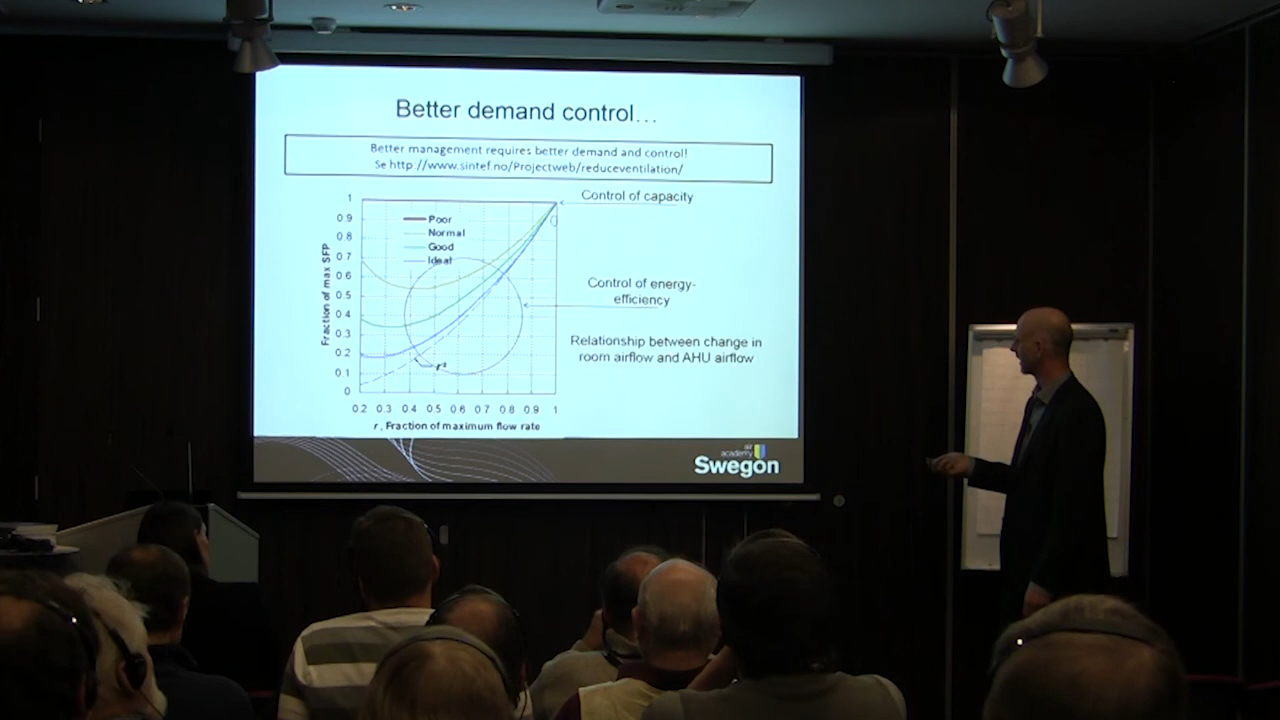 Better demand control...
Better management requires better demand and control!
Se http://www.sintef.no/Projectweb/reduceventilation/
Control of capacity
1
0.9
0.8
0.7
0.6
0.5
0.4
0.3
0.2
0.1
0
Fraction of max SFP
Poor
Normal
Good
Ideal
r²
Control of energy-
efficiency
Relationship between change in
room airflow and AHU airflow
0.2 0.3 0.4 0.5 0.6 0.7 0.8 0.9 1
r, Fraction of maximum flow rate
air
academy
Swegon